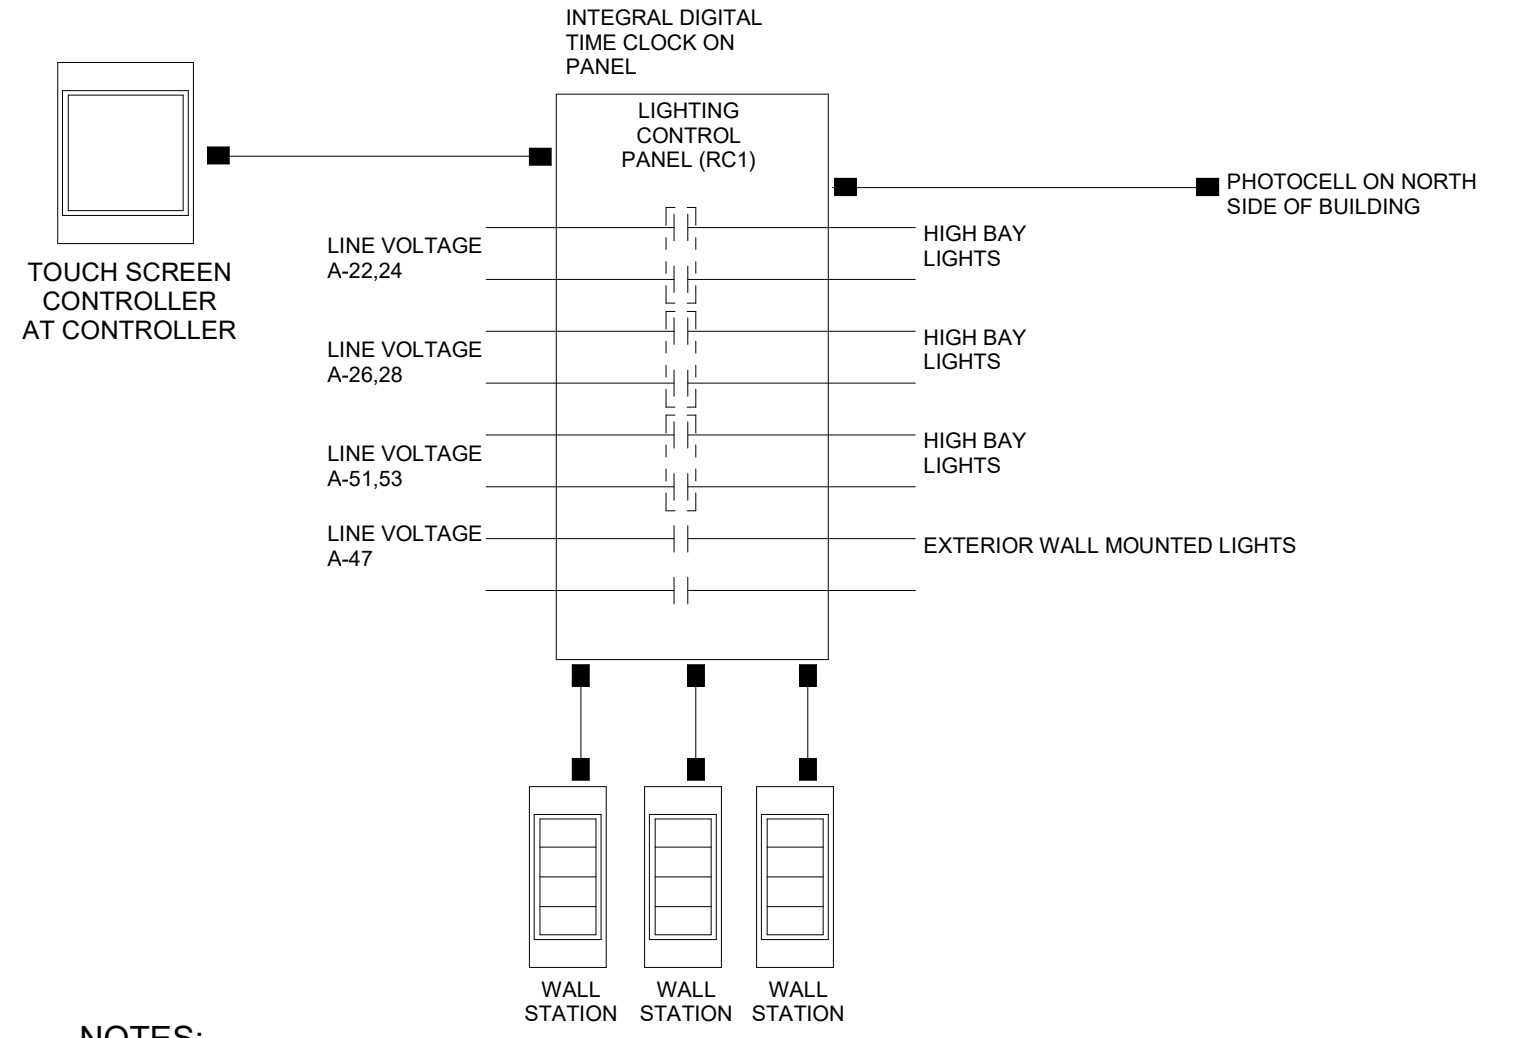 INTEGRAL DIGITAL
TIME CLOCK ON
PANEL
LIGHTING
CONTROL
PANEL (RC1)
TOUCH SCREEN
CONTROLLER
AT CONTROLLER
PHOTOCELL ON NORTH
SIDE OF BUILDING
LINE VOLTAGE
A-22,24
HIGH BAY
LIGHTS
LINE VOLTAGE
A-26,28
HIGH BAY
LIGHTS
LINE VOLTAGE
A-51,53
HIGH BAY
LIGHTS
LINE VOLTAGE
A-47
EXTERIOR WALL MOUNTED LIGHTS
WALL
STATION
WALL
STATION
WALL
STATION
NOTES: